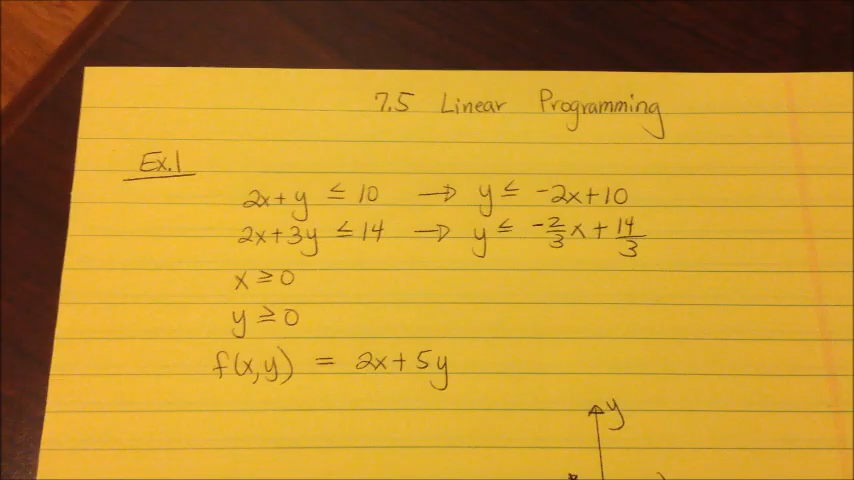 7.5 Linear Programming
Ex.1
2x+y ≤ 10 → y ≤ -2x+10
2x+3y ≤ 14 → y ≤ -2/3x+14/3
x ≥ 0
y ≥ 0
f(x,y) = 2x+5y
y